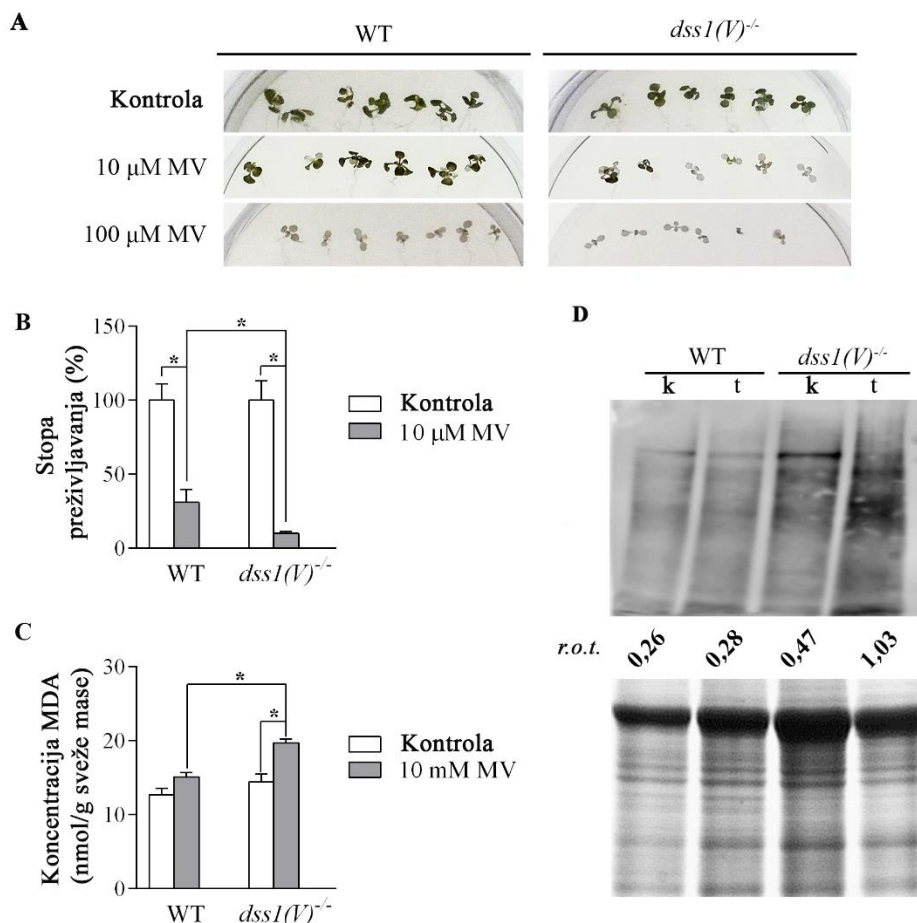 A
WT dss1(V)-/-
Kontrola
10 μM MV
100 μM MV
B
Stopa
preživljavanja (%)
150
100
50
0
* * *
WT dss1(V)-/-
Kontrola
10 μM MV
C
Koncentracija MDA
(nmol/g sveže mase)
30
20
10
0
* *
WT dss1(V)-/-
Kontrola
10 mM MV
D
WT dss1(V)-/-
k t k t
r.o.t. 0,26 0,28 0,47 1,03